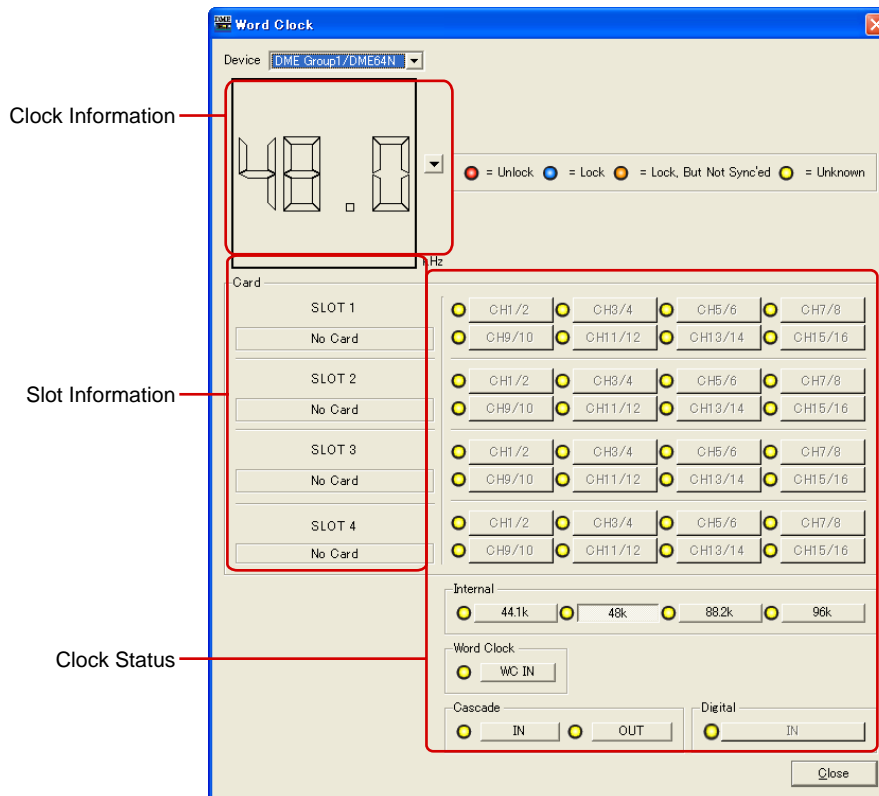 Word Clock
Device DME Group1/DME64N
Clock Information
48.0
= Unlock = Lock = Lock, But Not Sync'ed = Unknown
kHz
Card
SLOT 1 CH1/2 CH3/4 CH5/6 CH7/8
No Card CH9/10 CH11/12 CH13/14 CH15/16
Slot Information
SLOT 2 CH1/2 CH3/4 CH5/6 CH7/8
No Card CH9/10 CH11/12 CH13/14 CH15/16
SLOT 3 CH1/2 CH3/4 CH5/6 CH7/8
No Card CH9/10 CH11/12 CH13/14 CH15/16
SLOT 4 CH1/2 CH3/4 CH5/6 CH7/8
No Card CH9/10 CH11/12 CH13/14 CH15/16
Internal
44.1k 48k 88.2k 96k
Clock Status
Word Clock
WC IN
Cascade Digital
IN OUT IN
Close